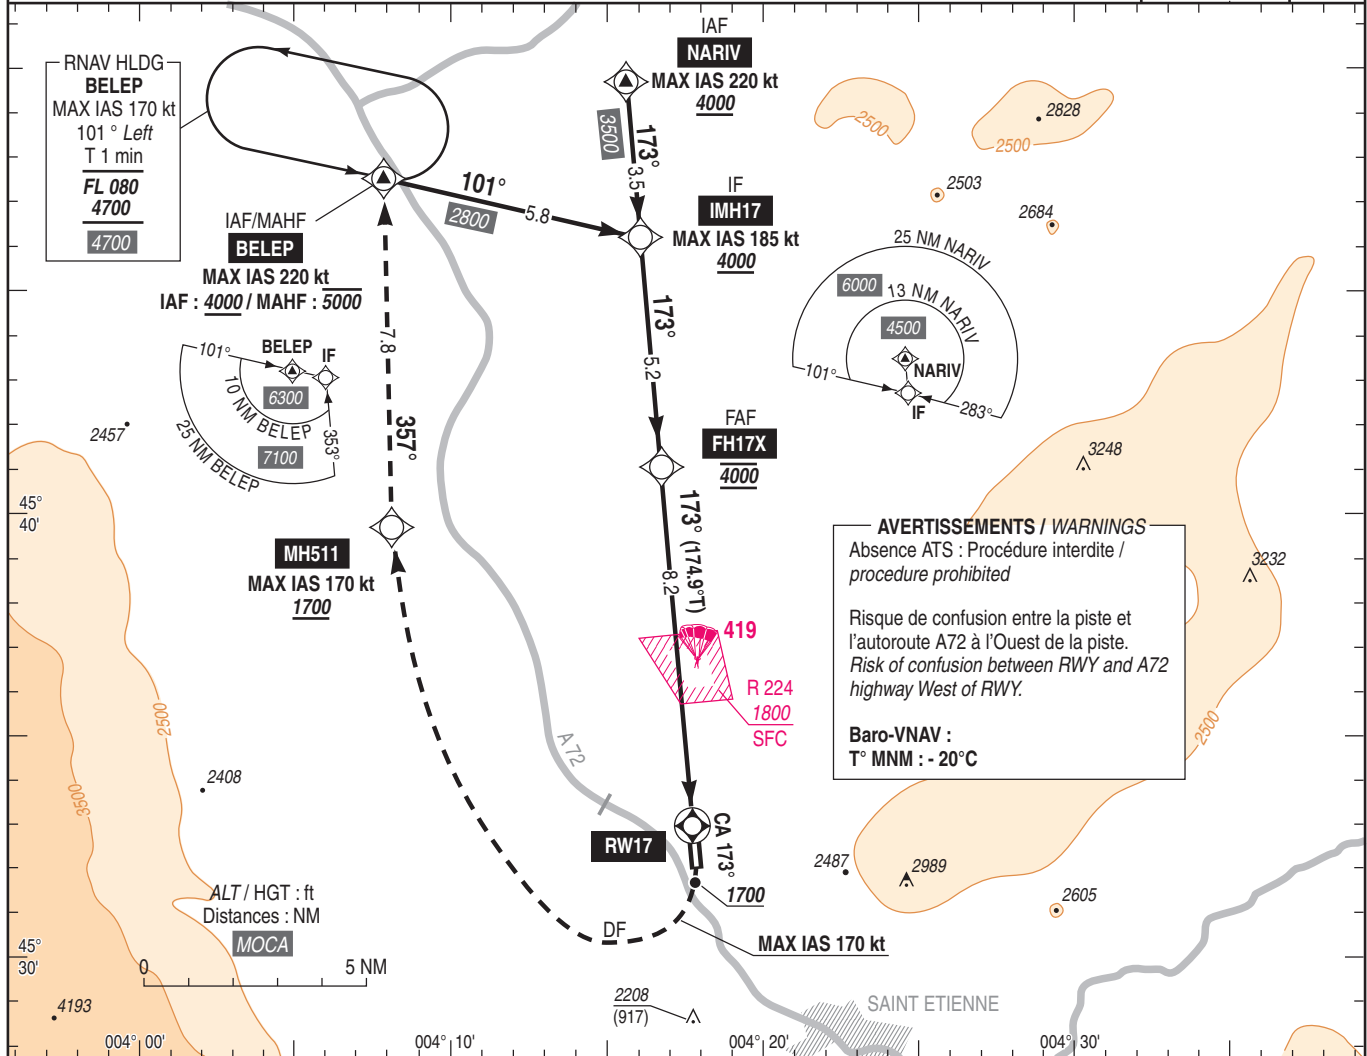 RNAV HLDG
BELEP
MAX IAS 170 kt
101 ° Left
T 1 min
FL 080
4700
4700
IAF
NARIV
MAX IAS 220 kt
4000
3500
173°
3.5
IF
IMH17
MAX IAS 185 kt
4000
101°
2800
5.8
IAF/MAHF
BELEP
MAX IAS 220 kt
IAF : 4000 / MAHF : 5000
2500
2828
2500
2503
2684
25 NM NARIV
6000
13 NM NARIV
4500
NARIV
101°
IF
283°
173°
5.2
7.8
357°
101°
BELEP
IF
6300
10 NM BELEP
353°
7100
25 NM BELEP
2457
FAF
FH17X
4000
3248
45°
40'
173° (174.9°T)
8.2
MH511
MAX IAS 170 kt
1700
AVERTISSEMENTS / WARNINGS
Absence ATS : Procédure interdite /
procedure prohibited
Risque de confusion entre la piste et
l'autoroute A72 à l'Ouest de la piste.
Risk of confusion between RWY and A72
highway West of RWY.
Baro-VNAV :
T° MNM : - 20°C
3232
419
R 224
1800
SFC
2500
2500
3500
A 72
2408
RW17
CA 173°
1700
2487
2989
2605
ALT / HGT : ft
Distances : NM
MOCA
DF
MAX IAS 170 kt
45°
30'
0
5 NM
4193
2208
(917)
SAINT ETIENNE
004° 00'
004° 10'
004° 20'
004° 30'